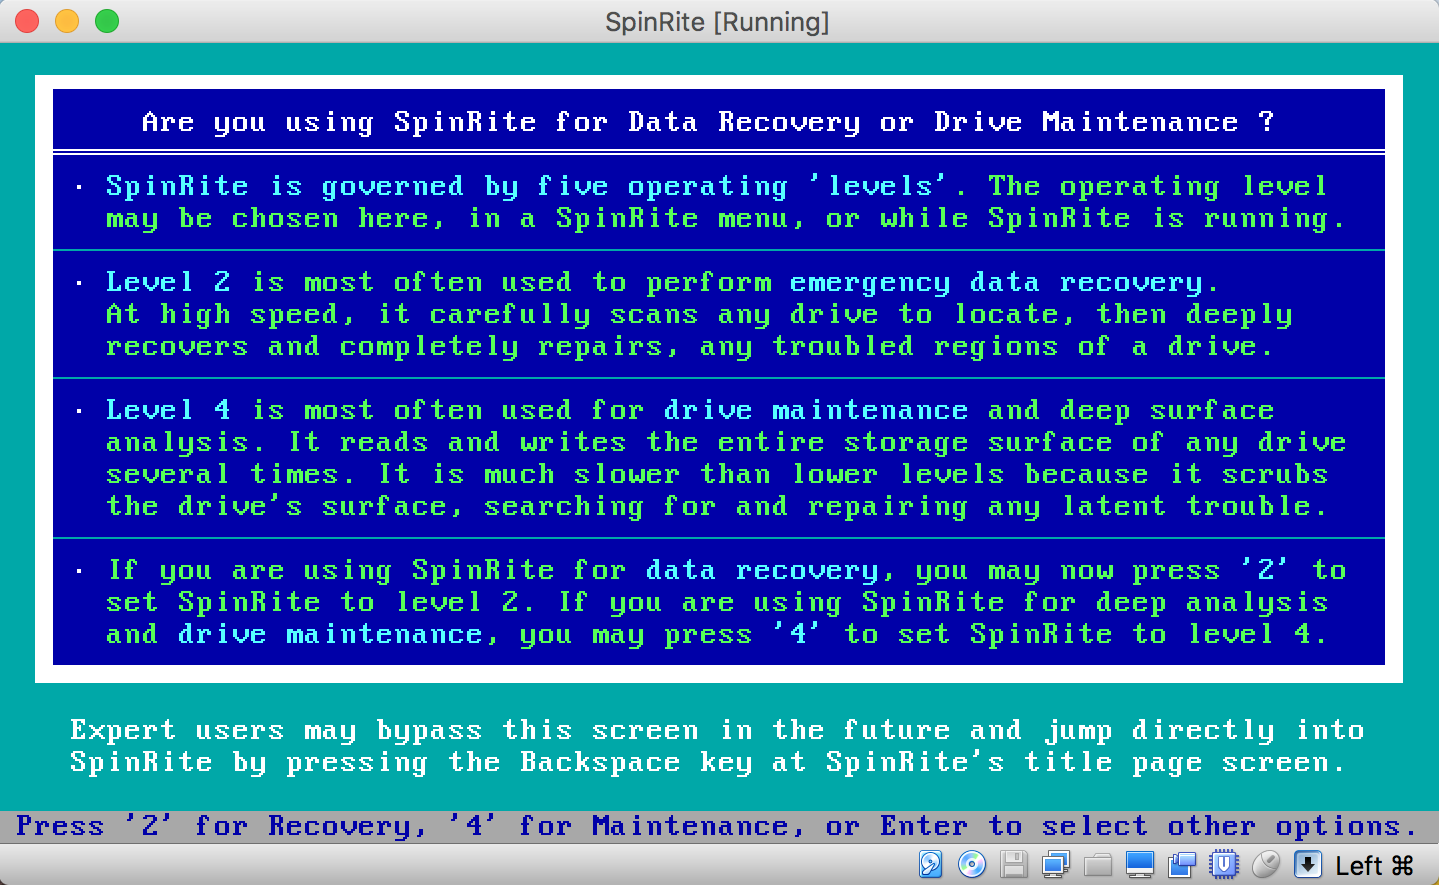 SpinRite [Running]
Are you using SpinRite for Data Recovery or Drive Maintenance ?
· SpinRite is governed by five operating 'levels'. The operating level
may be chosen here, in a SpinRite menu, or while SpinRite is running.
· Level 2 is most often used to perform emergency data recovery.
At high speed, it carefully scans any drive to locate, then deeply
recovers and completely repairs, any troubled regions of a drive.
· Level 4 is most often used for drive maintenance and deep surface
analysis. It reads and writes the entire storage surface of any drive
several times. It is much slower than lower levels because it scrubs
the drive's surface, searching for and repairing any latent trouble.
· If you are using SpinRite for data recovery, you may now press '2' to
set SpinRite to level 2. If you are using SpinRite for deep analysis
and drive maintenance, you may press '4' to set SpinRite to level 4.
Expert users may bypass this screen in the future and jump directly into
SpinRite by pressing the Backspace key at SpinRite's title page screen.
Press '2' for Recovery, '4' for Maintenance, or Enter to select other options.
Left ⌘